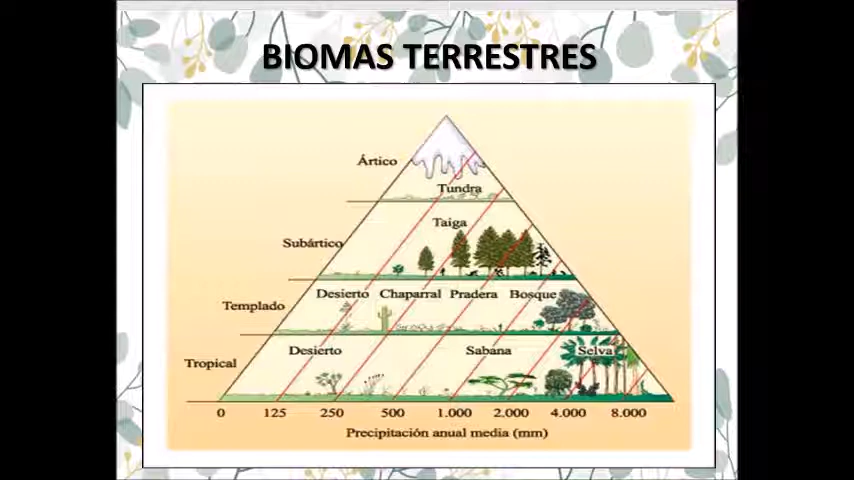 BIOMAS TERRESTRES
Ártico
Tundra
Taiga
Subártico
Desierto Chaparral Pradera Bosque
Templado
Desierto Sabana Selva
Tropical
0 125 250 500 1.000 2.000 4.000 8.000
Precipitación anual media (mm)